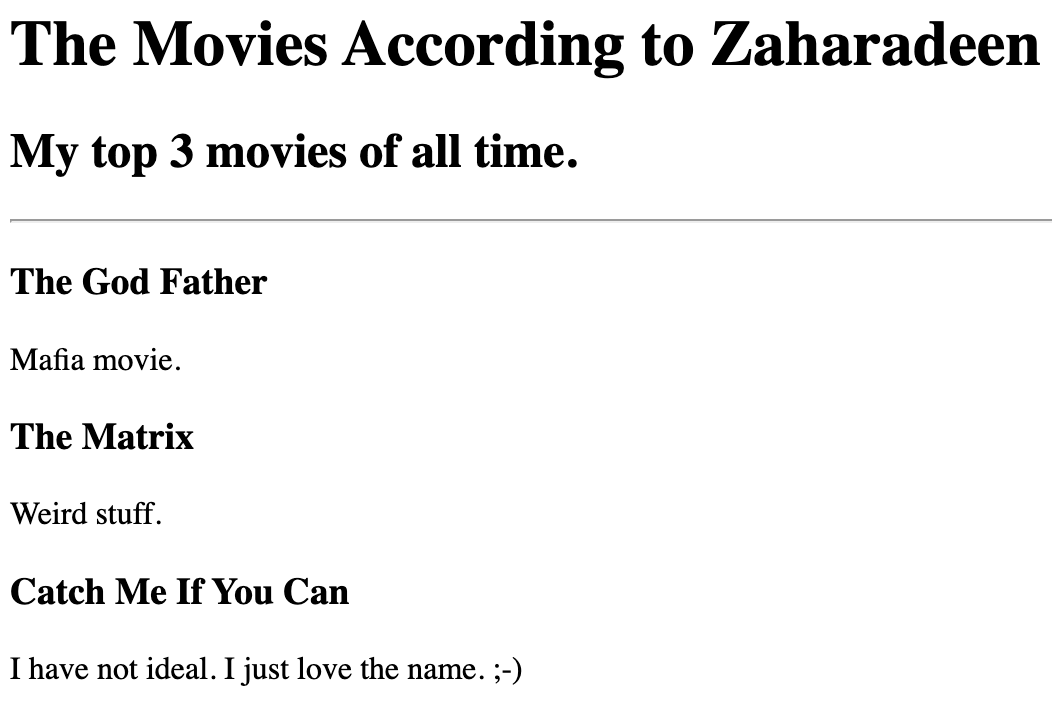 The Movies According to Zaharadeen
My top 3 movies of all time.
The God Father
Mafia movie.
The Matrix
Weird stuff.
Catch Me If You Can
I have not ideal. I just love the name. ;-)